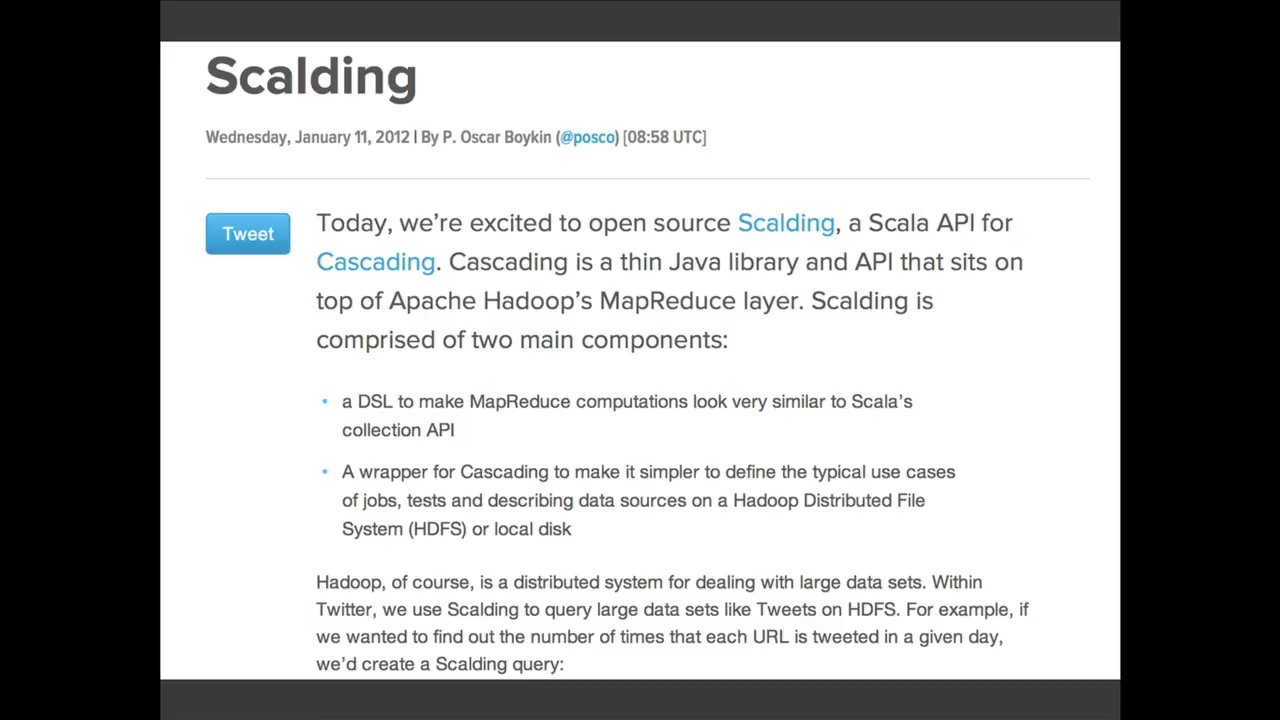 Scalding
Wednesday, January 11, 2012 | By P. Oscar Boykin (@posco) [08:58 UTC]
Tweet
Today, we're excited to open source Scalding, a Scala API for
Cascading. Cascading is a thin Java library and API that sits on
top of Apache Hadoop's MapReduce layer. Scalding is
comprised of two main components:
• a DSL to make MapReduce computations look very similar to Scala's
collection API
• A wrapper for Cascading to make it simpler to define the typical use cases
of jobs, tests and describing data sources on a Hadoop Distributed File
System (HDFS) or local disk
Hadoop, of course, is a distributed system for dealing with large data sets. Within
Twitter, we use Scalding to query large data sets like Tweets on HDFS. For example, if
we wanted to find out the number of times that each URL is tweeted in a given day,
we'd create a Scalding query: